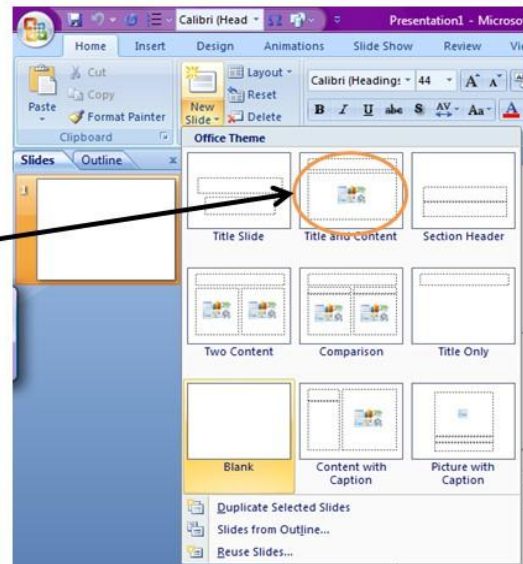 Calibri (Head
Presentation1 - Microso
Home Insert Design Animations Slide Show Review Vi
Cut
Copy
Format Painter
Paste
Clipboard
New
Slide
Layout
Reset
Delete
Calibri (Headings 44 A A
B I U abc S AV Aa A
Slides Outline x
1
Office Theme
Title Slide Title and Content Section Header
Two Content Comparison Title Only
Blank Content with Caption Picture with Caption
Duplicate Selected Slides
Slides from Outline...
Reuse Slides...